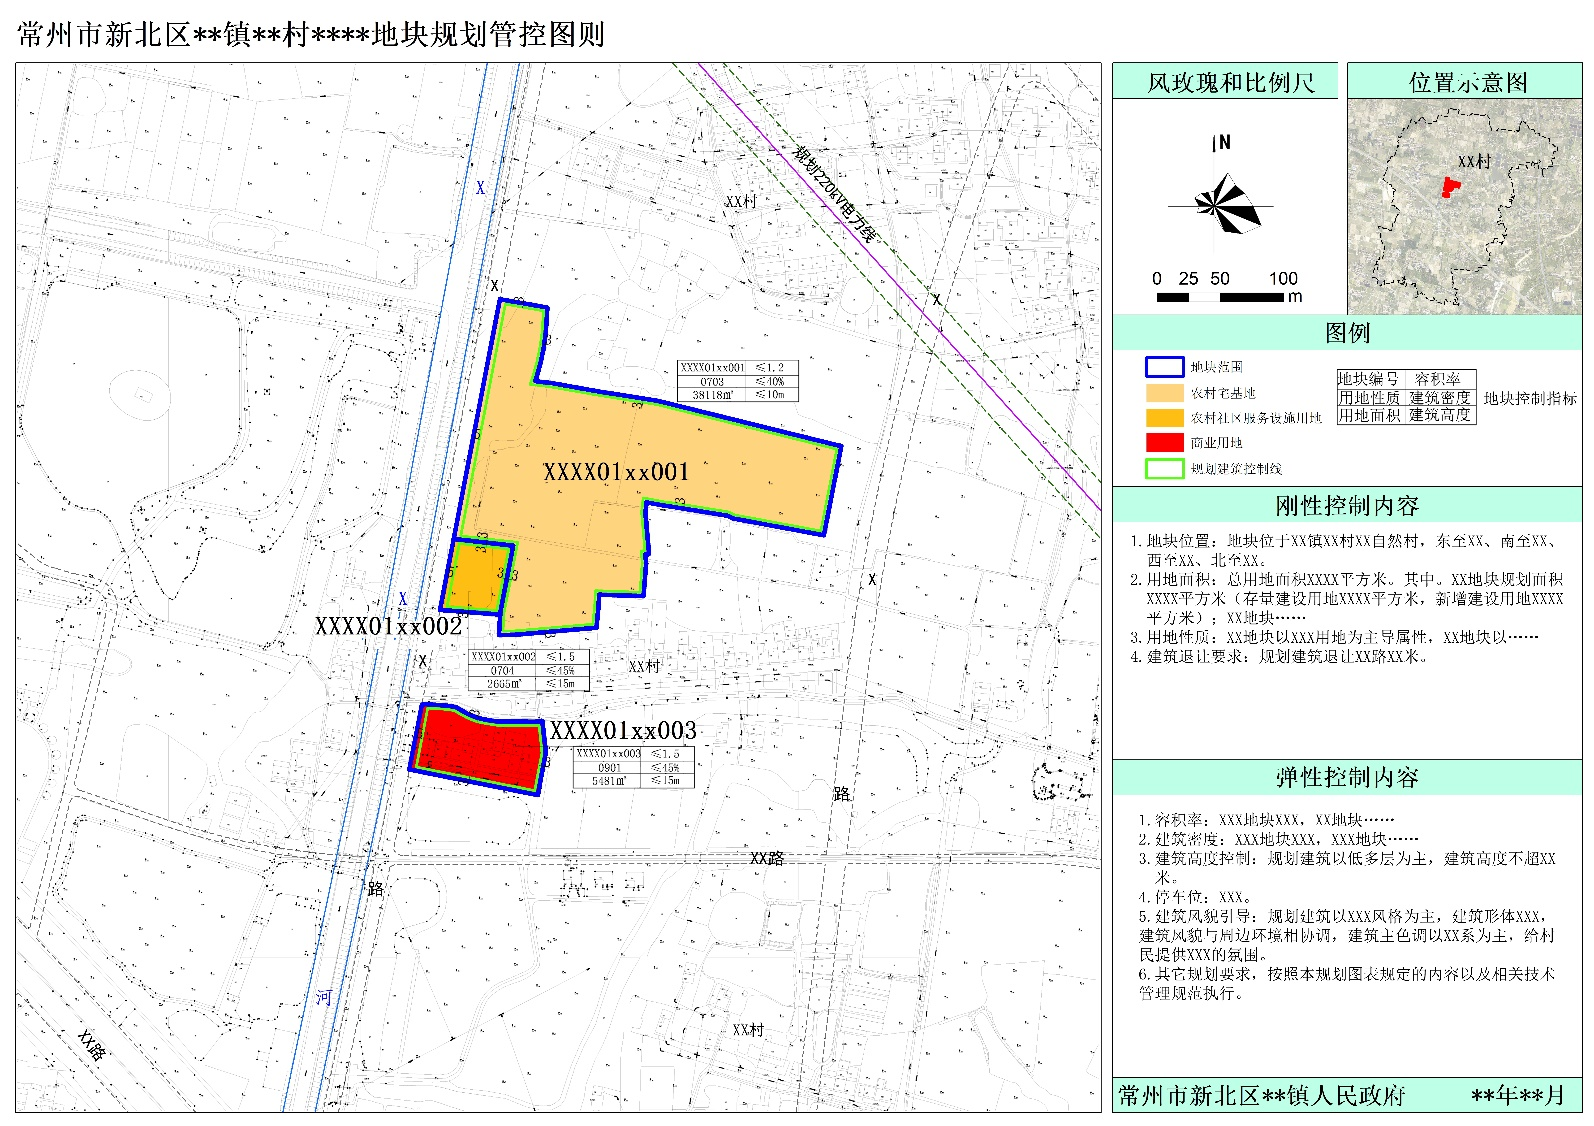 常州市新北区**镇**村****地块规划管控图则
X
XX村
规划220kV电力线
X
X
XXXX01xx001 ≤1.2
0703 ≤40%
38118㎡ ≤10m
XXXX01xx001
X
X
XXXX01xx002
X
XXXX01xx002 ≤1.5
0704 ≤45%
2665㎡ ≤15m
XX村
XXXX01xx003
XXXX01xx003 ≤1.5
0901 ≤45%
5481㎡ ≤15m
路
XX路
路
河
XX路
XX村
风玫瑰和比例尺
N
0 25 50 100
m
位置示意图
XX村
图例
地块范围
农村宅基地
农村社区服务设施用地
商业用地
规划建筑控制线
地块编号 容积率
用地性质 建筑密度 地块控制指标
用地面积 建筑高度
刚性控制内容
1.地块位置：地块位于XX镇XX村XX自然村，东至XX、南至XX、
西至XX、北至XX。
2.用地面积：总用地面积XXXX平方米。其中。XX地块规划面积
XXXX平方米（存量建设用地XXXX平方米，新增建设用地XXXX
平方米）；XX地块……
3.用地性质：XX地块以XXX用地为主导属性，XX地块以……
4.建筑退让要求：规划建筑退让XX路XX米。
弹性控制内容
1.容积率：XXX地块XXX，XX地块……
2.建筑密度：XXX地块XXX，XXX地块……
3.建筑高度控制：规划建筑以低多层为主，建筑高度不超XX
米。
4.停车位：XXX。
5.建筑风貌引导：规划建筑以XXX风格为主，建筑形体XXX，
建筑风貌与周边环境相协调，建筑主色调以XX系为主，给村
民提供XXX的氛围。
6.其它规划要求，按照本规划图表规定的内容以及相关技术
管理规范执行。
常州市新北区**镇人民政府 **年**月